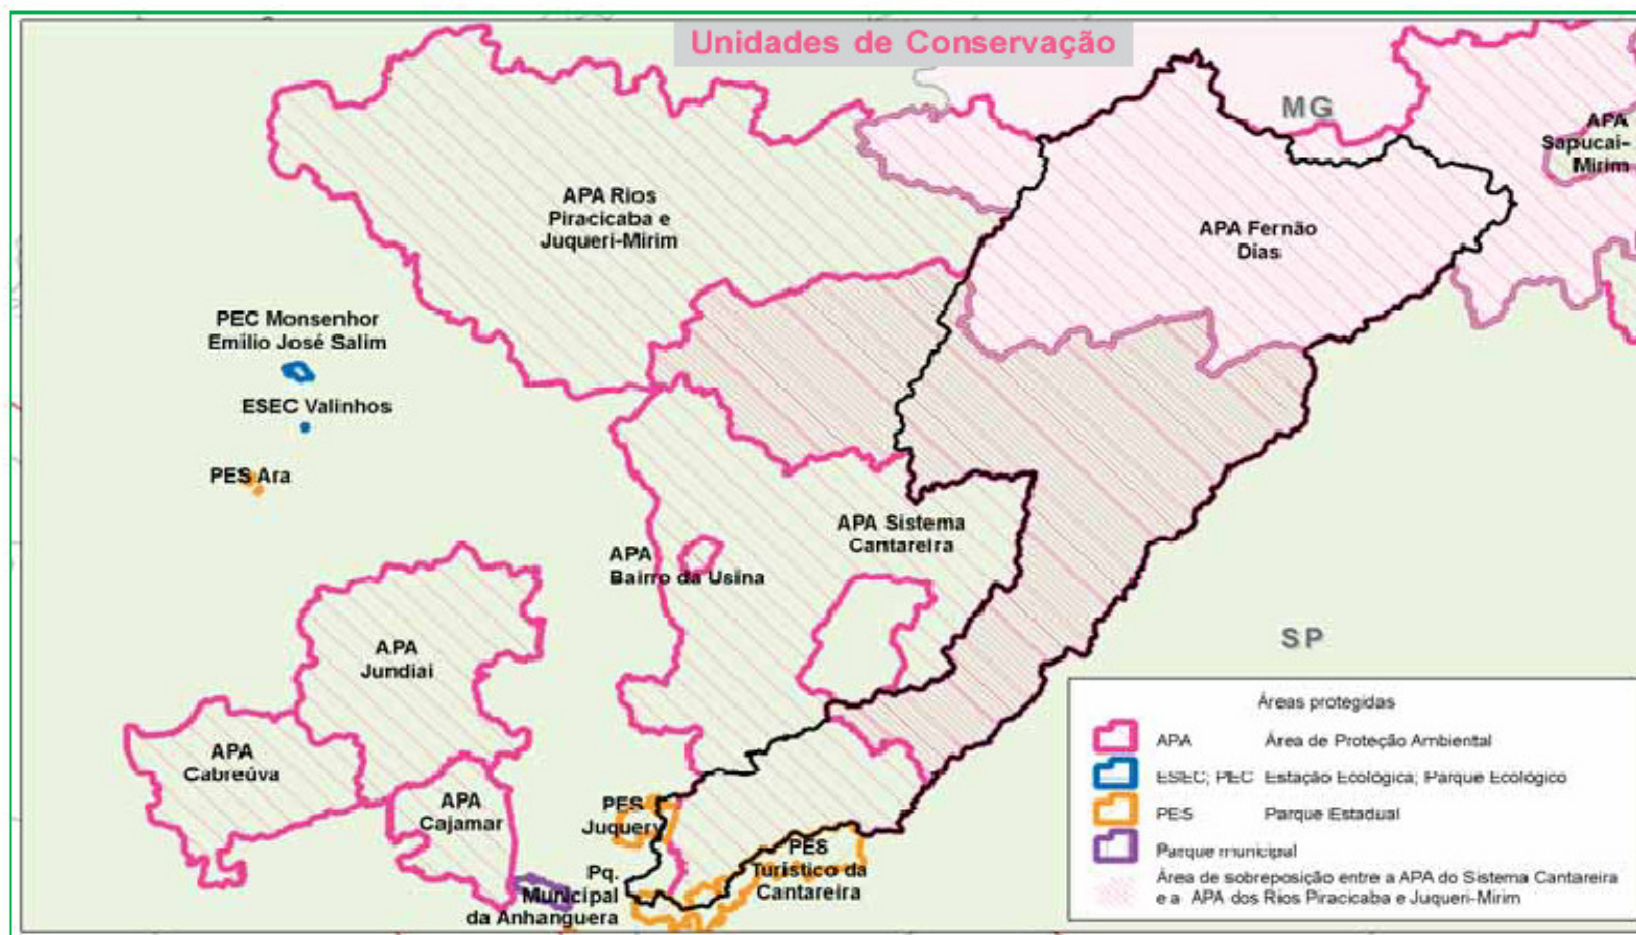 Unidades de Conservação
MG
APA
Sapucai-
Mirim
APA Rios
Piracicaba e
Juqueri-Mirim
APA Fernão
Dias
PEC Monsenhor
Emilio José Salim
ESEC Valinhos
PES Ara
APA Sistema
Cantareira
APA
Bairro da Usina
APA
Jundiai
SP
APA
Cabreúva
APA
Cajamar
PES
Juquery
PES
Turístico da
Cantareira
Pq.
Municipal
da Anhanguera
Áreas protegidas
APA Área de Proteção Ambiental
ESEC; PEC Estação Ecológica; Parque Ecológico
PES Parque Estadual
Parque municipal
Área de sobreposição entre a APA do Sistema Cantareira
e a APA dos Rios Piracicaba e Juqueri-Mirim